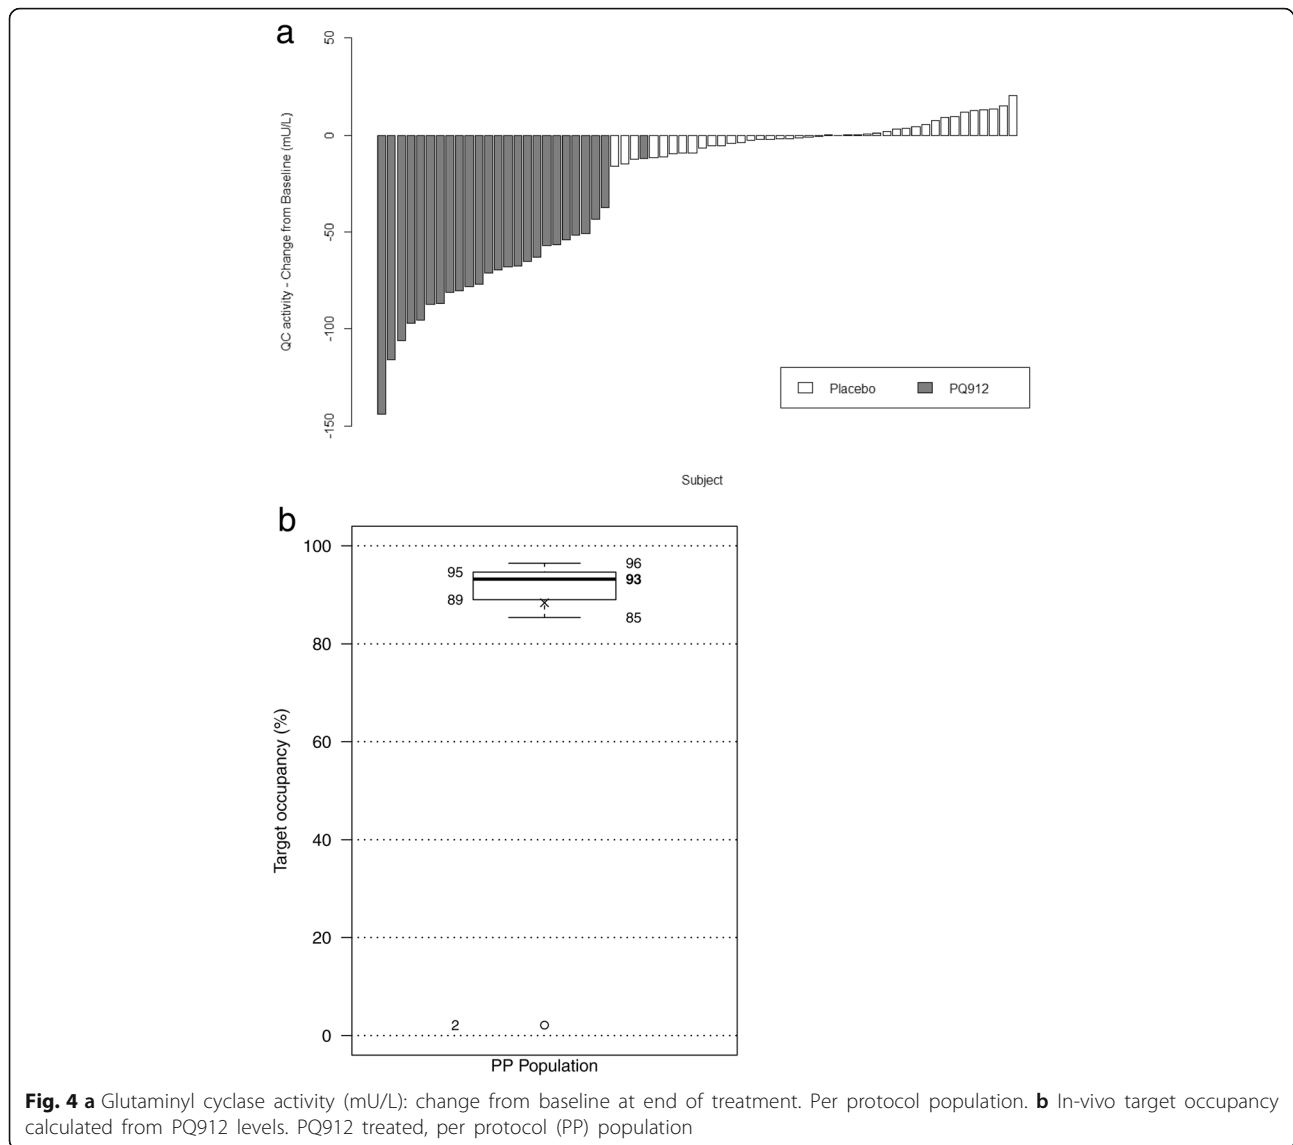 a
50
0
-50
-100
-150
QC activity - Change from Baseline (mU/L)
Placebo PQ912
Subject
b
100
80
60
40
20
0
Target occupancy (%)
95 96
93
89
85
2
PP Population
Fig. 4 a Glutaminyl cyclase activity (mU/L): change from baseline at end of treatment. Per protocol population. b In-vivo target occupancy
calculated from PQ912 levels. PQ912 treated, per protocol (PP) population